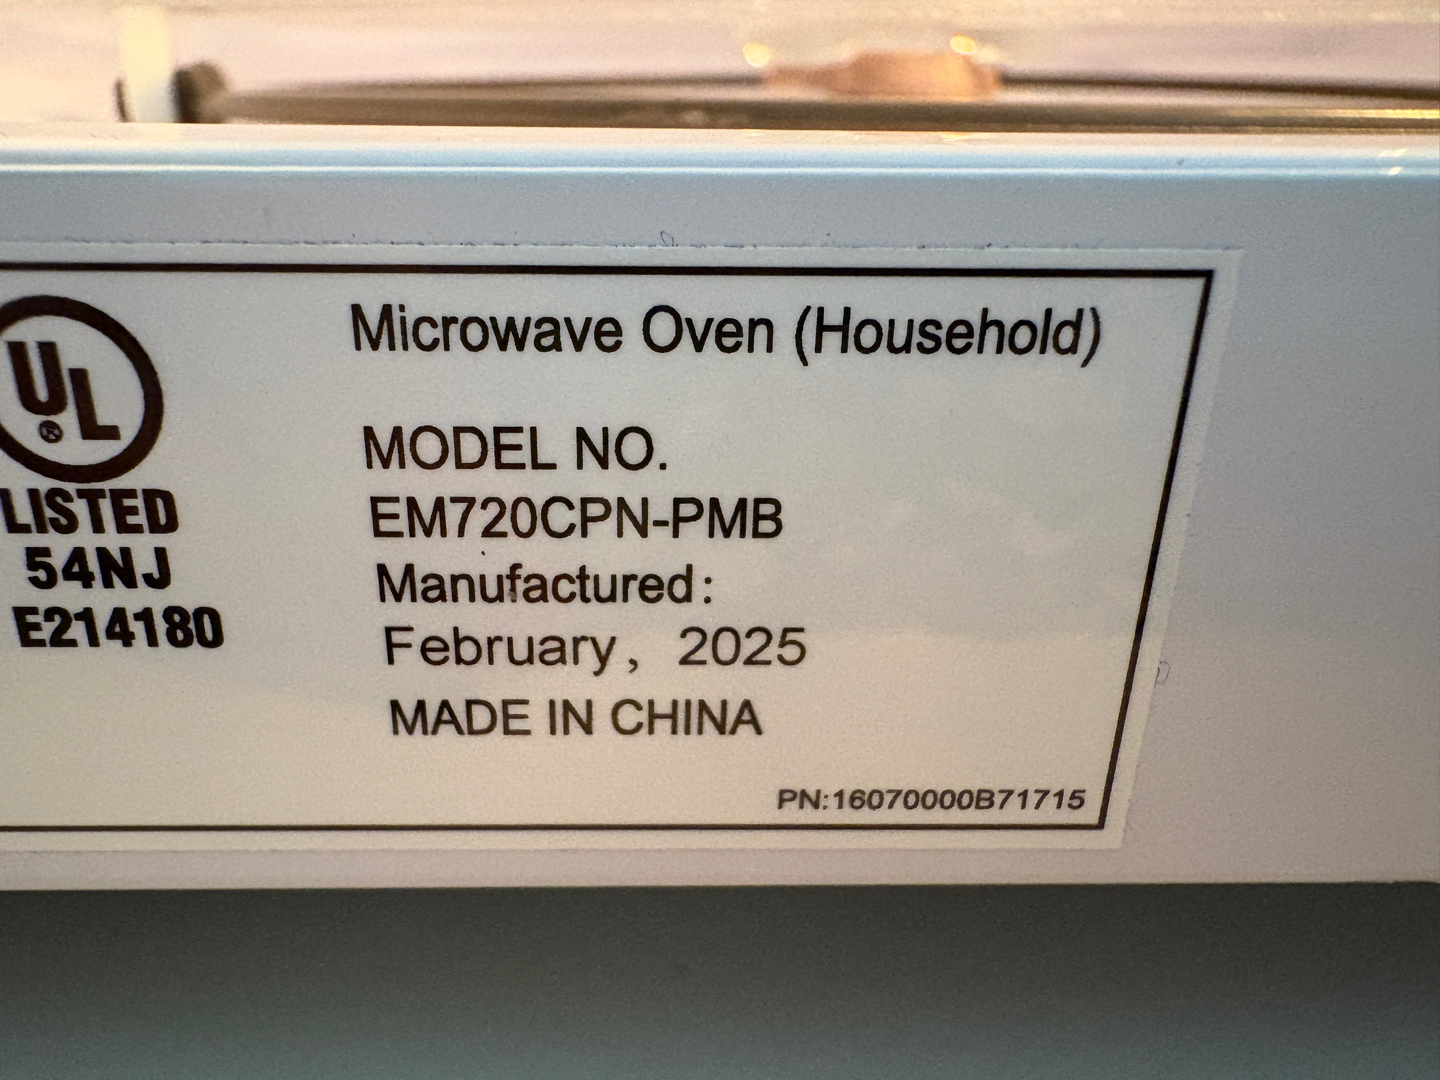 UL®
LISTED
54NJ
E214180
Microwave Oven (Household)
MODEL NO.
EM720CPN-PMB
Manufactured:
February, 2025
MADE IN CHINA
PN:16070000B71715